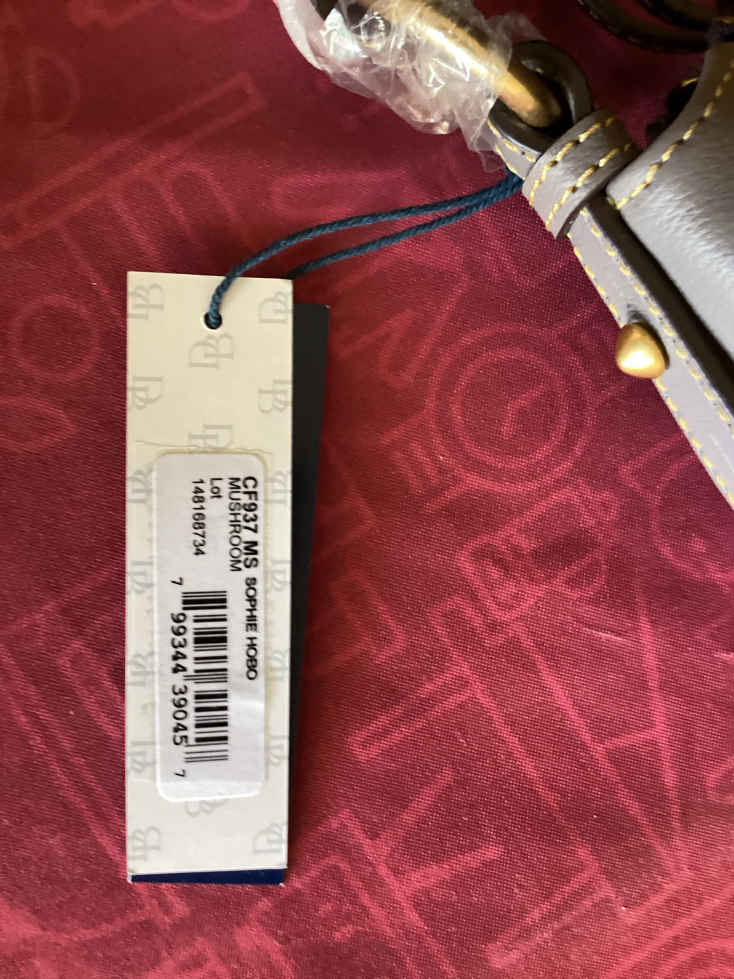 CF937 MS SOPHIE HOBO
MUSHROOM
Lot
148168734
7 99344 39045 7